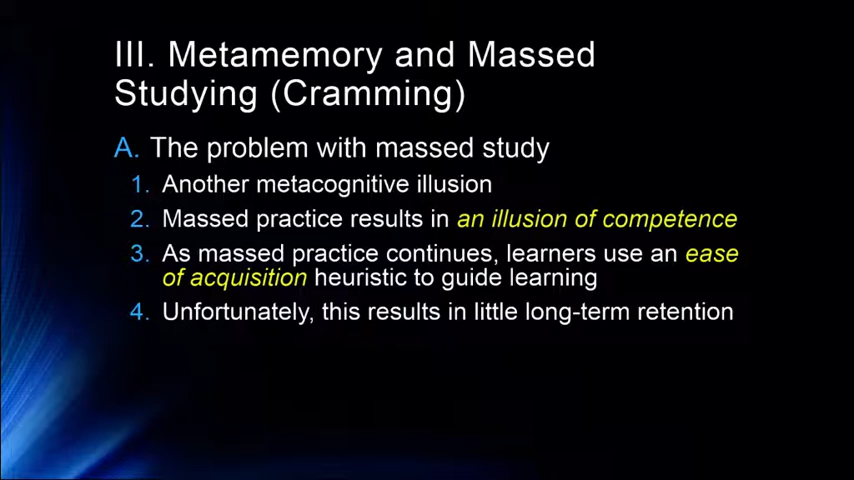 III. Metamemory and Massed
Studying (Cramming)
A. The problem with massed study
1. Another metacognitive illusion
2. Massed practice results in an illusion of competence
3. As massed practice continues, learners use an ease
of acquisition heuristic to guide learning
4. Unfortunately, this results in little long-term retention